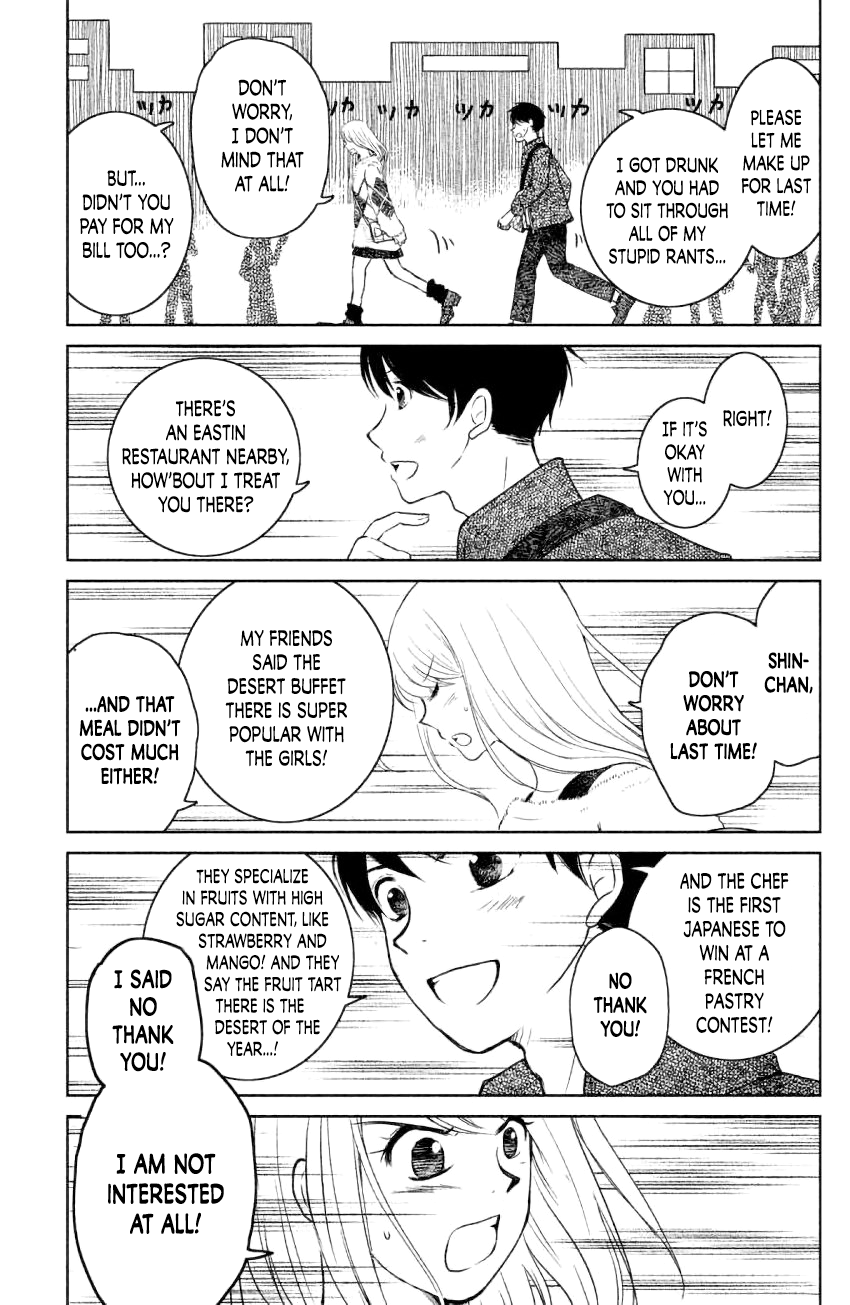 PLEASE
LET ME
MAKE UP
FOR LAST
TIME!
I GOT DRUNK
AND YOU HAD
TO SIT THROUGH
ALL OF MY
STUPID RANTS...
DON'T
WORRY,
I DON'T
MIND THAT
AT ALL!
BUT...
DIDN'T YOU
PAY FOR MY
BILL TOO...?
ツカ
ツカ
ツカ
ツカ
ツカ
ツカ
RIGHT!
IF IT'S
OKAY
WITH
YOU...
THERE'S
AN EASTIN
RESTAURANT NEARBY,
HOW'BOUT I TREAT
YOU THERE?
SHIN-
CHAN,
DON'T
WORRY
ABOUT
LAST TIME!
MY FRIENDS
SAID THE
DESERT BUFFET
THERE IS SUPER
POPULAR WITH
THE GIRLS!
...AND THAT
MEAL DIDN'T
COST MUCH
EITHER!
AND THE CHEF
IS THE FIRST
JAPANESE TO
WIN AT A
FRENCH
PASTRY
CONTEST!
NO
THANK
YOU!
THEY SPECIALIZE
IN FRUITS WITH HIGH
SUGAR CONTENT, LIKE
STRAWBERRY AND
MANGO! AND THEY
SAY THE FRUIT TART
THERE IS THE
DESERT OF THE
YEAR...!
I SAID
NO
THANK
YOU!
I AM NOT
INTERESTED
AT ALL!